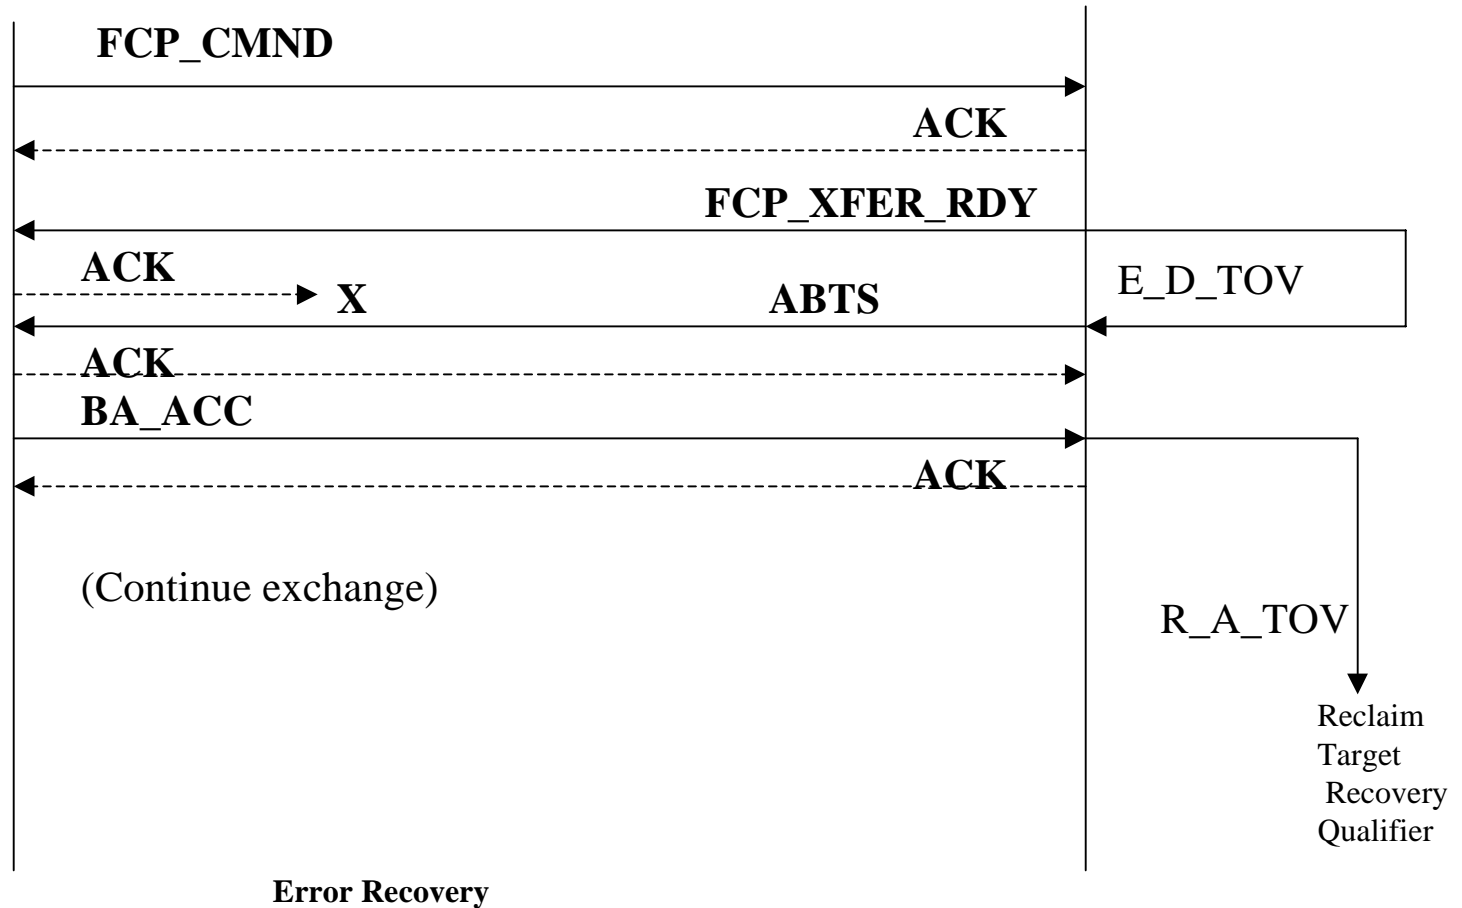 FCP_CMND
ACK
FCP_XFER_RDY
ACK
X
ABTS
E_D_TOV
ACK
BA_ACC
ACK
(Continue exchange)
R_A_TOV
Reclaim
Target
Recovery
Qualifier
Error Recovery